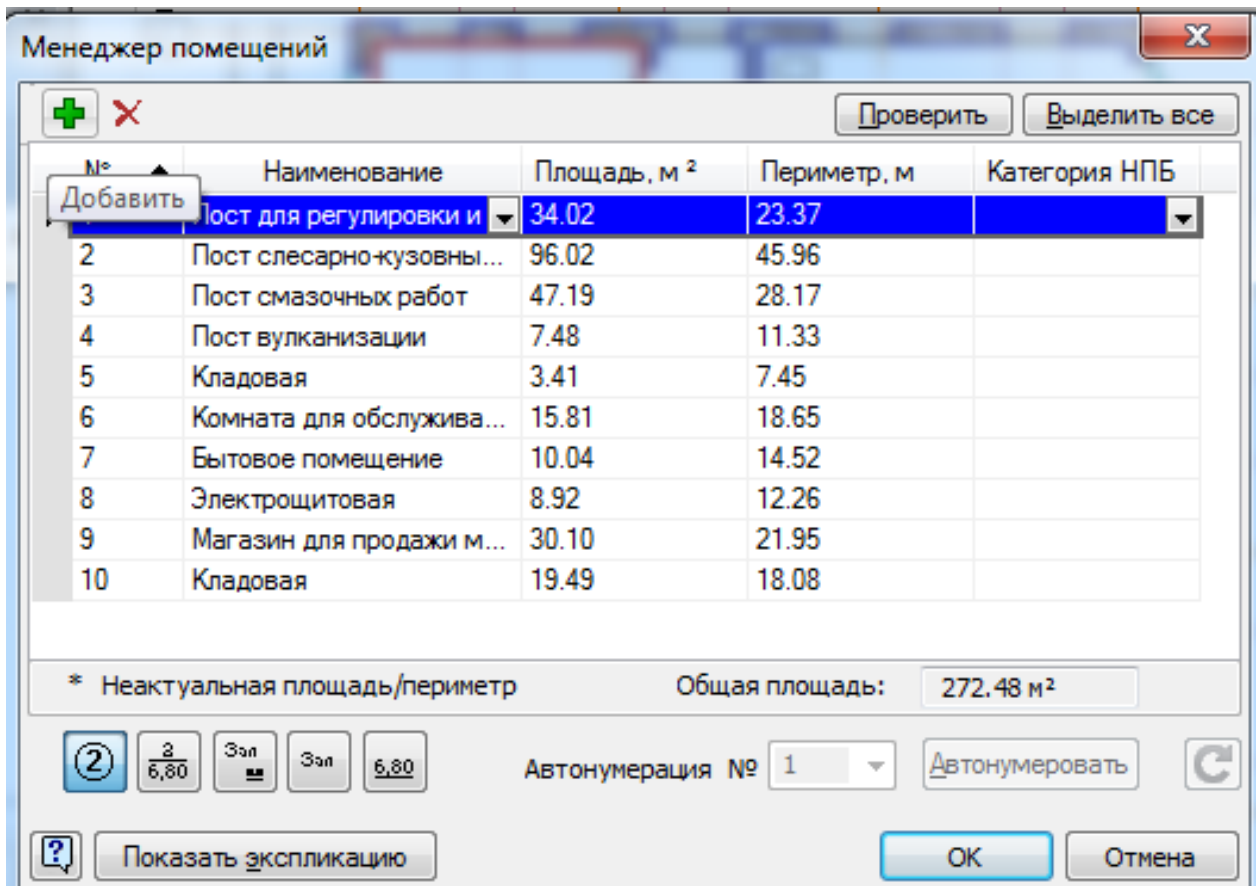 Менеджер помещений
Проверить Выделить все
№ Наименование Площадь, м² Периметр, м Категория НПБ
Добавить
Пост для регулировки и 34.02 23.37
2 Пост слесарно-кузовны... 96.02 45.96
3 Пост смазочных работ 47.19 28.17
4 Пост вулканизации 7.48 11.33
5 Кладовая 3.41 7.45
6 Комната для обслужива... 15.81 18.65
7 Бытовое помещение 10.04 14.52
8 Электрощитовая 8.92 12.26
9 Магазин для продажи м... 30.10 21.95
10 Кладовая 19.49 18.08
* Неактуальная площадь/периметр Общая площадь: 272.48 м²
2 3/6,80 Зал Зал 6,80 Автонумерация № 1 Автонумеровать
? Показать экспликацию OK Отмена